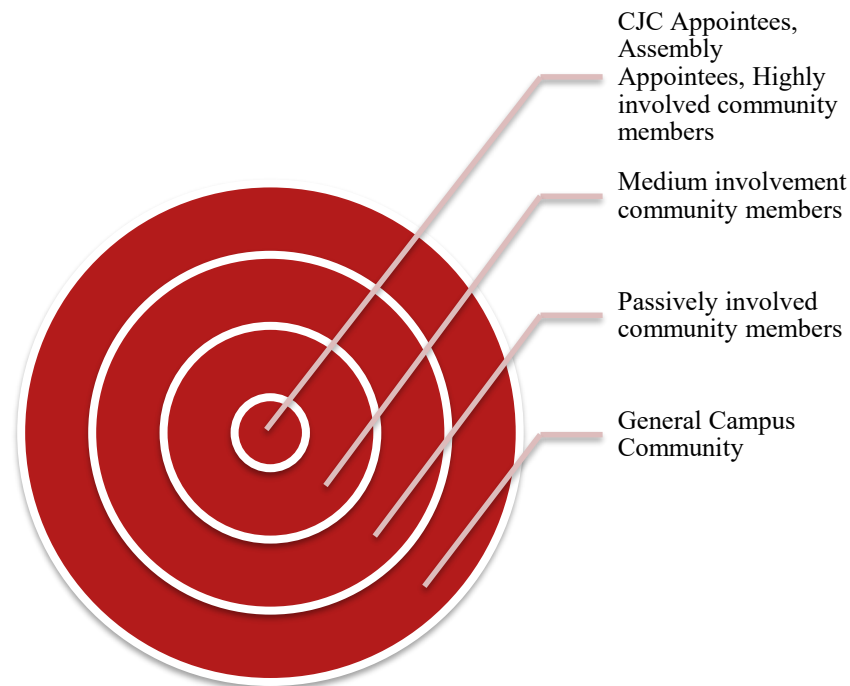 CJC Appointees,
Assembly
Appointees, Highly
involved community
members
Medium involvement
community members
Passively involved
community members
General Campus
Community